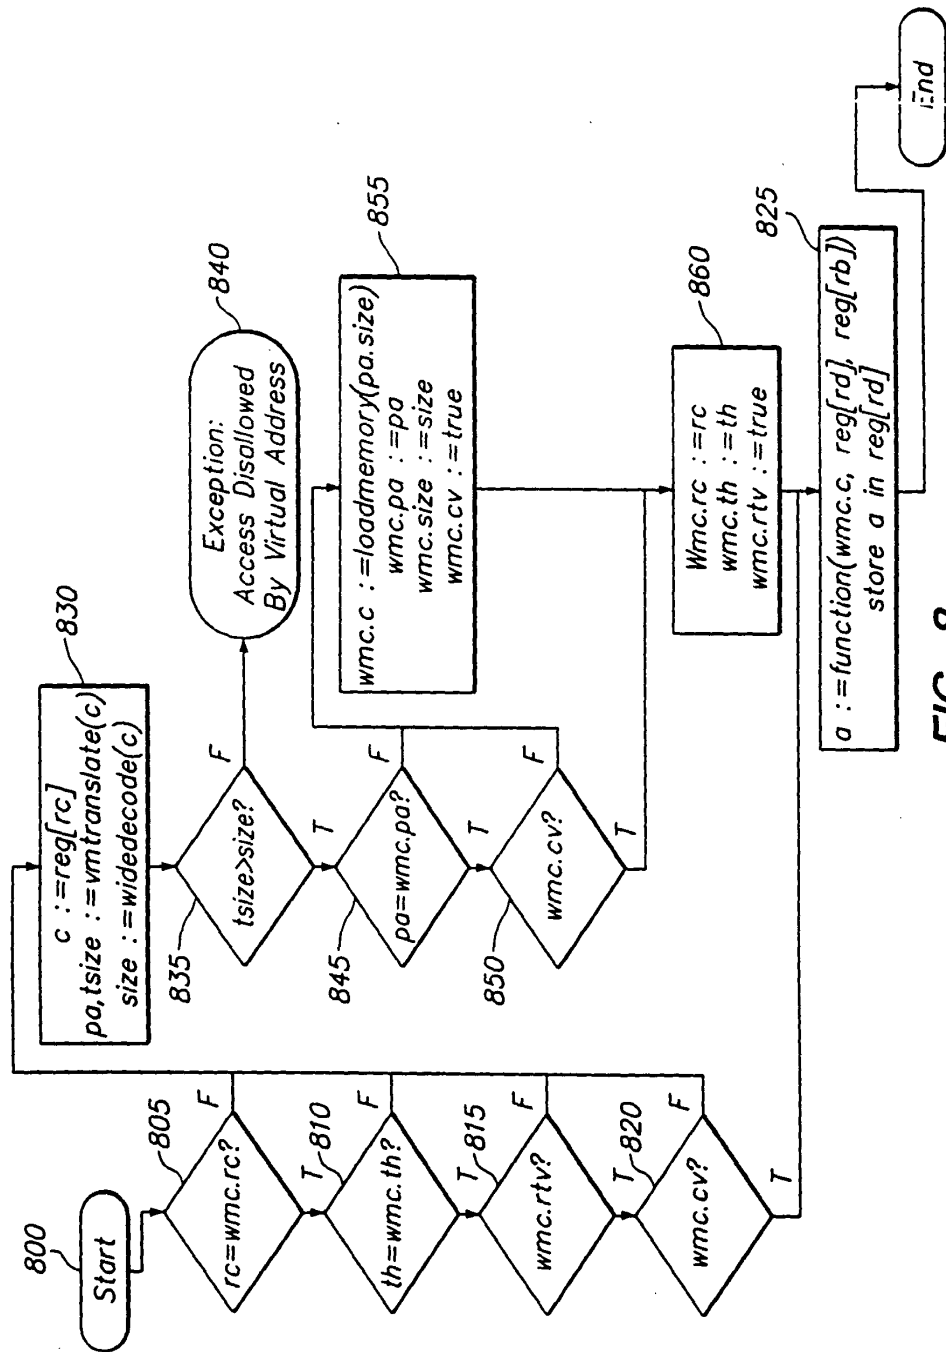 800
Start
805
rc=wmc.rc?
F
T
810
th=wmc.th?
F
T
815
wmc.rtv?
F
T
820
wmc.cv?
F
T
830
c :=reg[rc]
pa,tsize :=vmtranslate(c)
size :=widedecode(c)
835
tsize>size?
F
T
840
Exception:
Access Disallowed
By Virtual Address
845
pa=wmc.pa?
F
T
850
wmc.cv?
F
T
855
wmc.c :=loadmemory(pa.size)
wmc.pa :=pa
wmc.size :=size
wmc.cv :=true
860
Wmc.rc :=rc
wmc.th :=th
wmc.rtv :=true
825
a :=function(wmc.c, reg[rd], reg[rb])
store a in reg[rd]
End